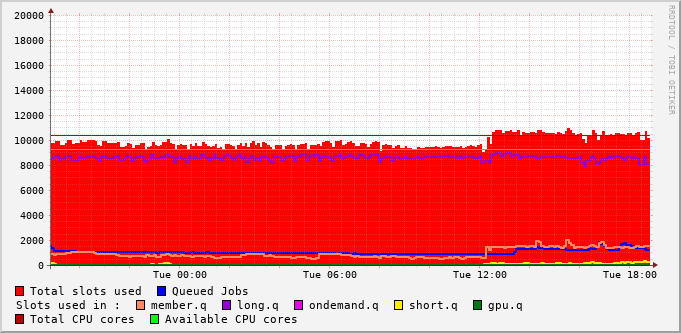 RRDTOOL / TOBI OETIKER
20000
18000
16000
14000
12000
10000
8000
6000
4000
2000
0
Tue 00:00 Tue 06:00 Tue 12:00 Tue 18:00
Total slots used Queued Jobs
Slots used in : member.q long.q ondemand.q short.q gpu.q
Total CPU cores Available CPU cores